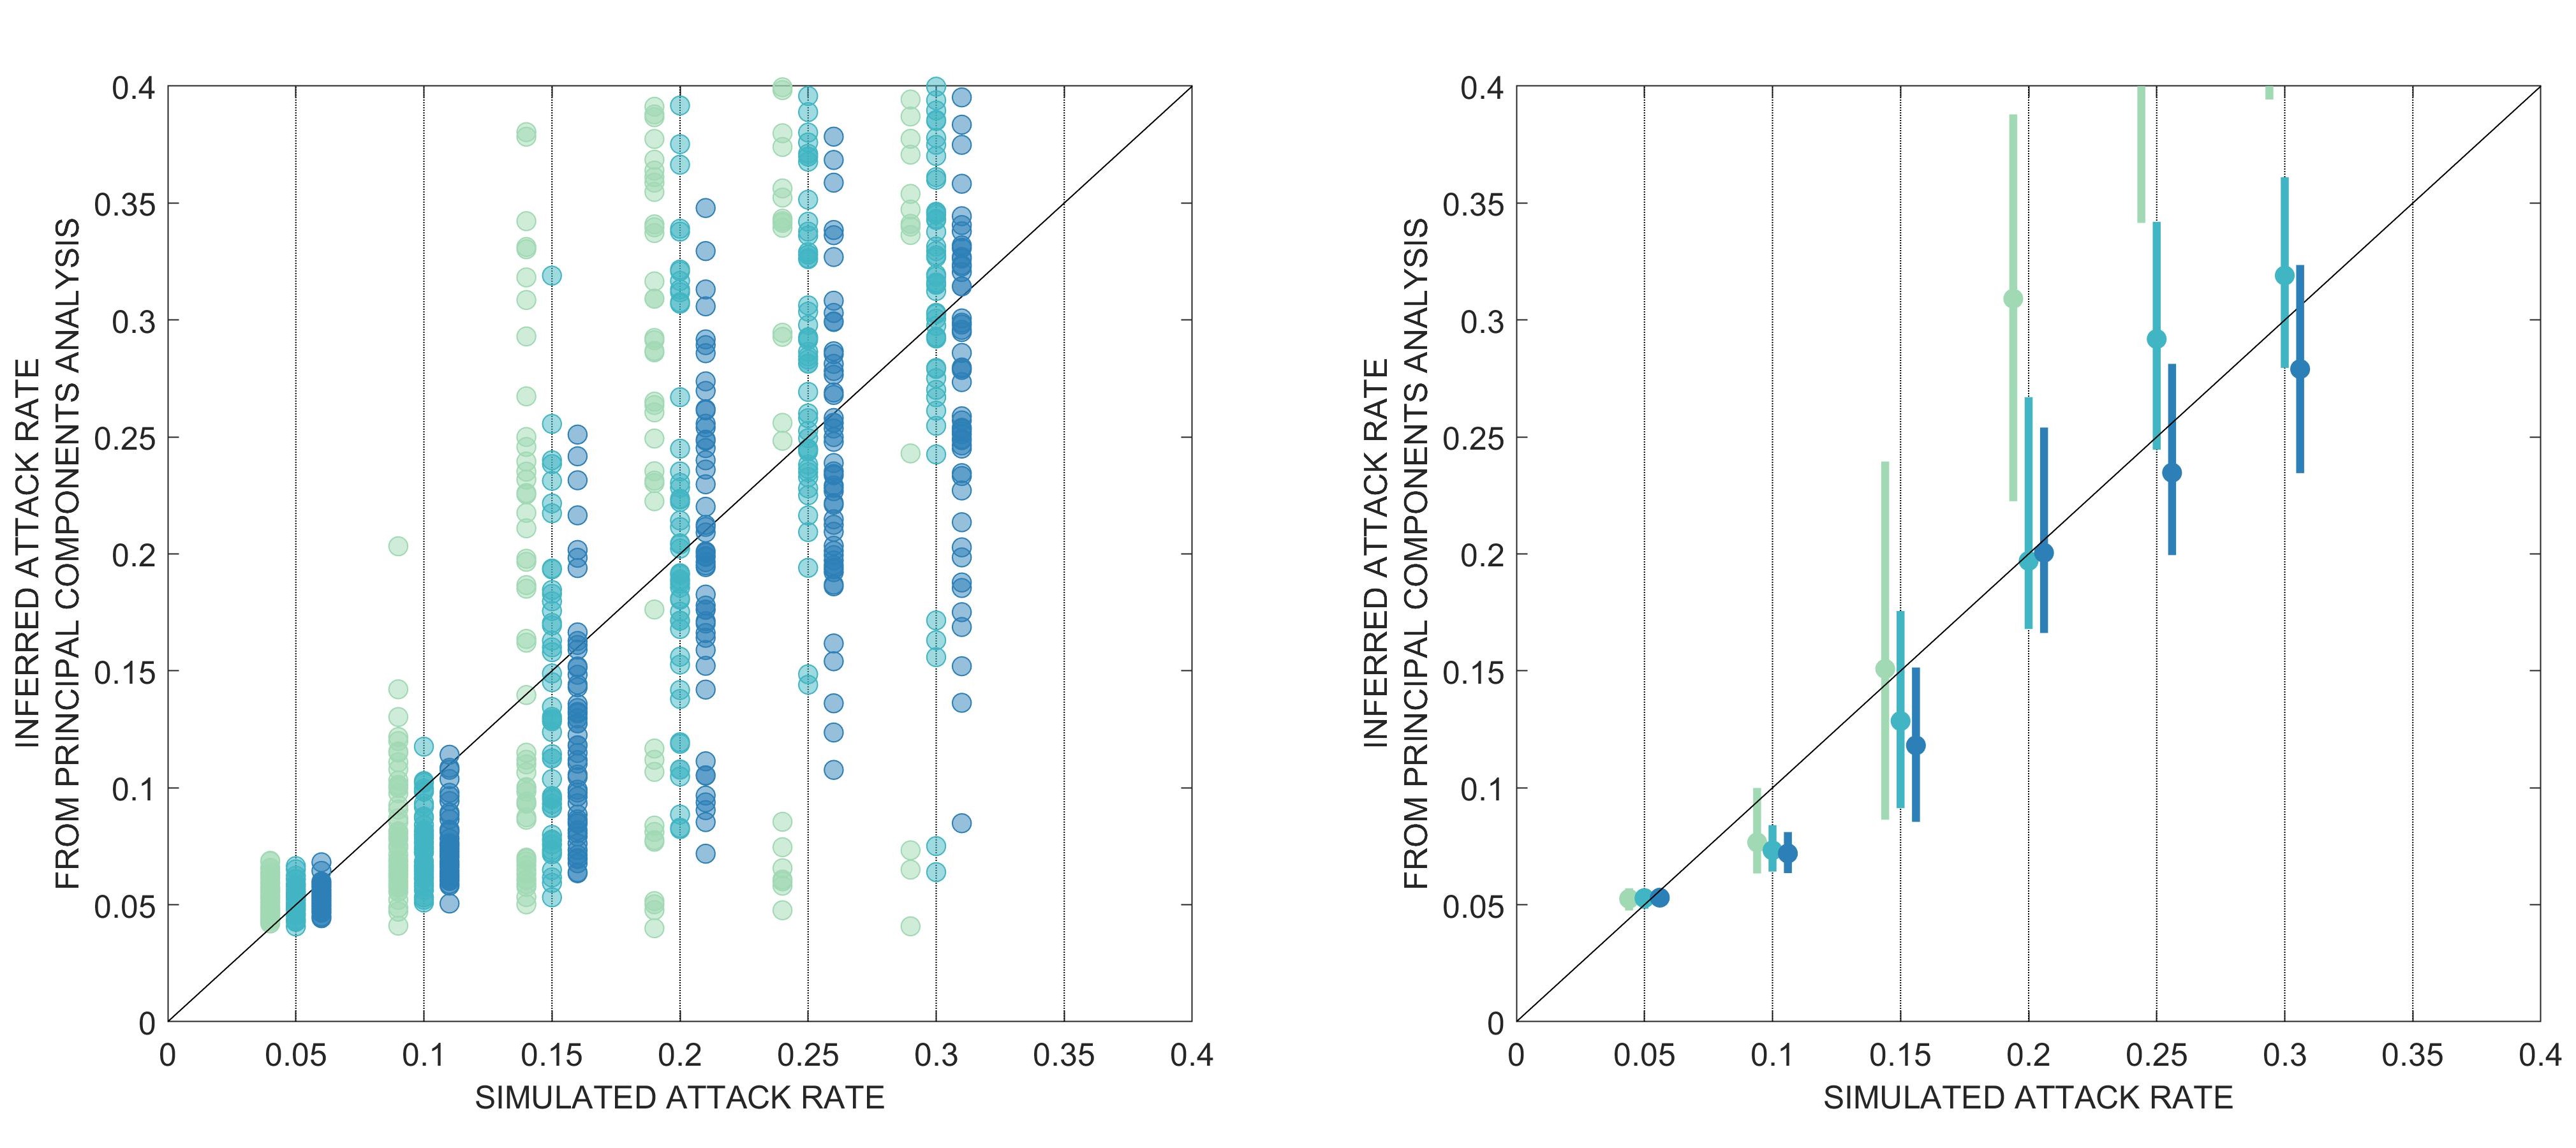 INFERRED ATTACK RATE
FROM PRINCIPAL COMPONENTS ANALYSIS
0.4
0.35
0.3
0.25
0.2
0.15
0.1
0.05
0
0 0.05 0.1 0.15 0.2 0.25 0.3 0.35 0.4
SIMULATED ATTACK RATE
INFERRED ATTACK RATE
FROM PRINCIPAL COMPONENTS ANALYSIS
0.4
0.35
0.3
0.25
0.2
0.15
0.1
0.05
0
0 0.05 0.1 0.15 0.2 0.25 0.3 0.35 0.4
SIMULATED ATTACK RATE